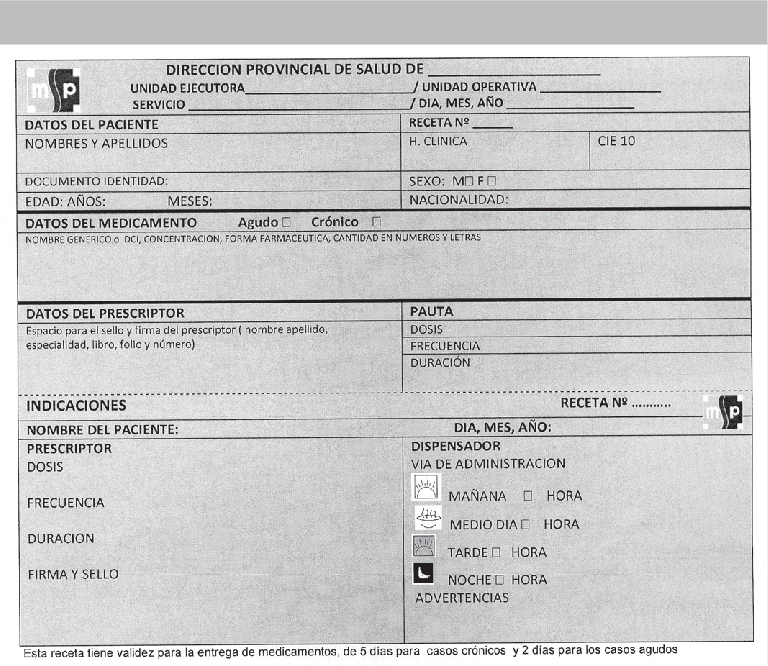 msp
DIRECCION PROVINCIAL DE SALUD DE
UNIDAD EJECUTORA / UNIDAD OPERATIVA
SERVICIO / DIA, MES, AÑO
DATOS DEL PACIENTE RECETA Nº
NOMBRES Y APELLIDOS H. CLINICA CIE 10
DOCUMENTO IDENTIDAD: SEXO: M□ F□
EDAD: AÑOS: MESES: NACIONALIDAD:
DATOS DEL MEDICAMENTO Agudo □ Crónico □
NOMBRE GENERICO o DCI, CONCENTRACION, FORMA FARMACEUTICA, CANTIDAD EN NUMEROS Y LETRAS
DATOS DEL PRESCRIPTOR PAUTA
Espacio para el sello y firma del prescriptor ( nombre apellido, DOSIS
especialidad, libro, folio y número) FRECUENCIA
DURACIÓN
INDICACIONES RECETA Nº ........... msp
NOMBRE DEL PACIENTE: DIA, MES, AÑO:
PRESCRIPTOR DISPENSADOR
DOSIS VIA DE ADMINISTRACION
FRECUENCIA MAÑANA □ HORA
MEDIO DIA □ HORA
DURACION TARDE □ HORA
FIRMA Y SELLO NOCHE □ HORA
ADVERTENCIAS
Esta receta tiene validez para la entrega de medicamentos, de 5 días para casos crónicos y 2 días para los casos agudos